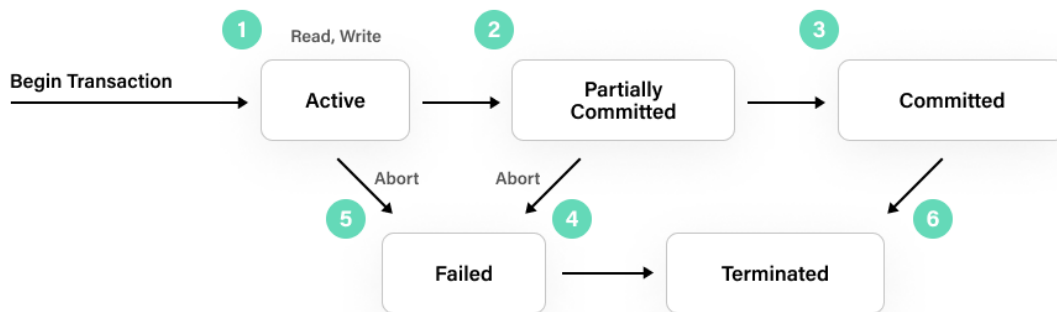 1
Read, Write
2
3
Begin Transaction
Active
Partially
Committed
Committed
Abort
Abort
5
4
6
Failed
Terminated